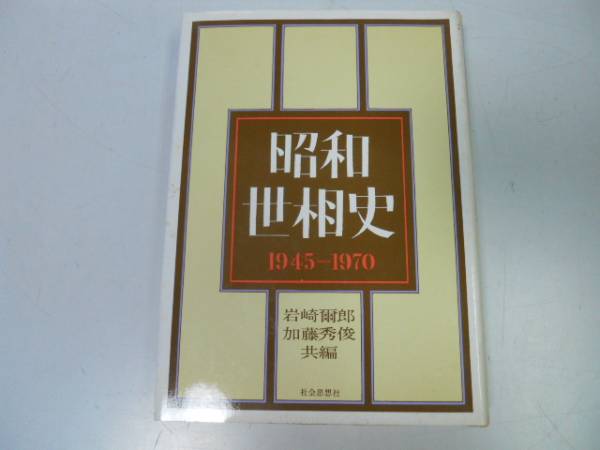 昭和
世相史
1945—1970
岩崎爾郎
加藤秀俊
共編
社会思想社